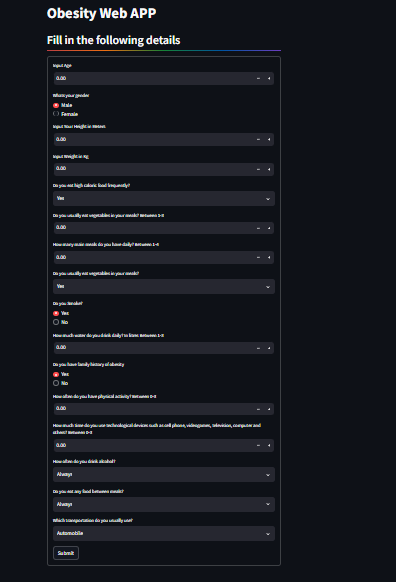 Obesity Web APP
Fill in the following details
Input Age
0.00
Whats your gender
Male
Female
Input Your Height in Meters
0.00
Input Weight in Kg
0.00
Do you eat high caloric food frequently?
Yes
Do you usually eat vegetables in your meals? Between 0-3
0.00
How many main meals do you have daily? Between 1-4
0.00
Do you usually eat vegetables in your meals?
Yes
Do you Smoke?
Yes
No
How much water do you drink daily? In litres Between 1-3
0.00
Do you have family history of obesity
Yes
No
How often do you have physical activity? Between 0-3
0.00
How much time do you use technological devices such as cell phone, videogames, television, computer and
others? Between 0-3
0.00
How often do you drink alcohol?
Always
Do you eat any food between meals?
Always
Which transportation do you usually use?
Automobile
Submit